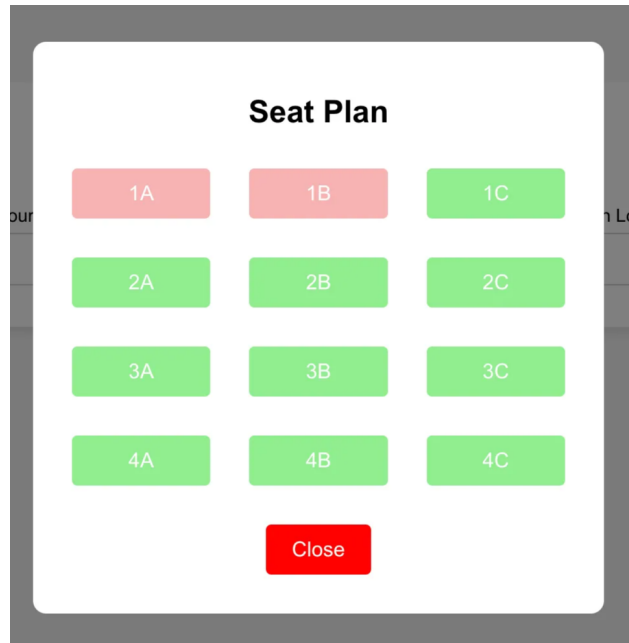 Seat Plan
1A 1B 1C
2A 2B 2C
3A 3B 3C
4A 4B 4C
Close